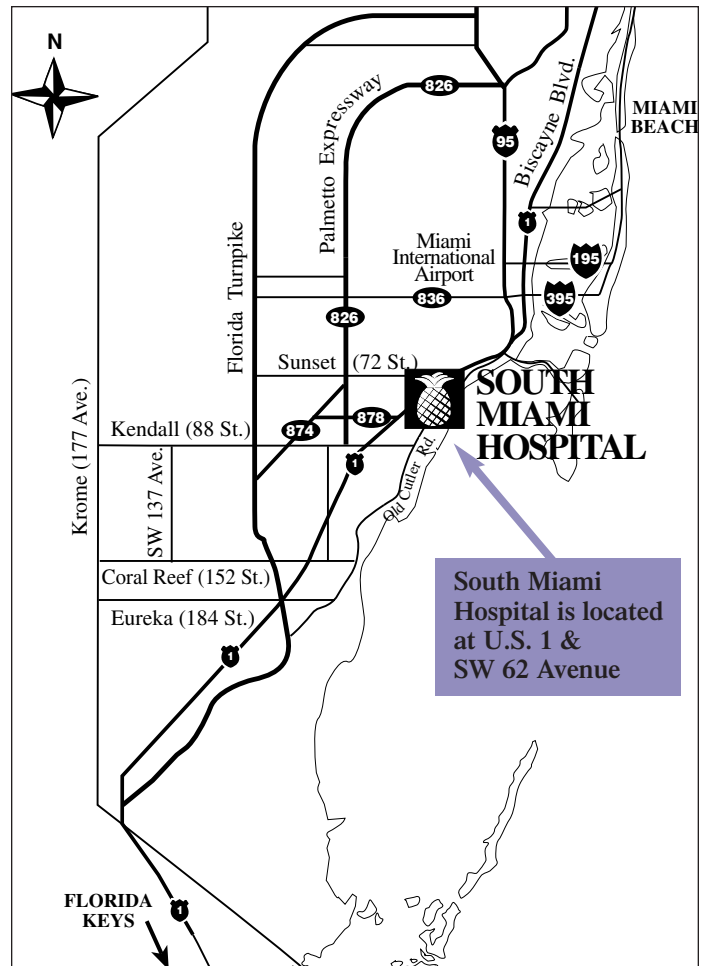 N
826
Palmetto Expressway
95
Biscayne Blvd.
MIAMI
BEACH
1
Florida Turnpike
Miami
International
Airport
195
836
395
826
Sunset (72 St.)
SOUTH
MIAMI
HOSPITAL
878
874
Kendall (88 St.)
1
Krome (177 Ave.)
SW 137 Ave.
Old Cutler Rd.
Coral Reef (152 St.)
Eureka (184 St.)
South Miami
Hospital is located
at U.S. 1 &
SW 62 Avenue
1
FLORIDA
KEYS
1